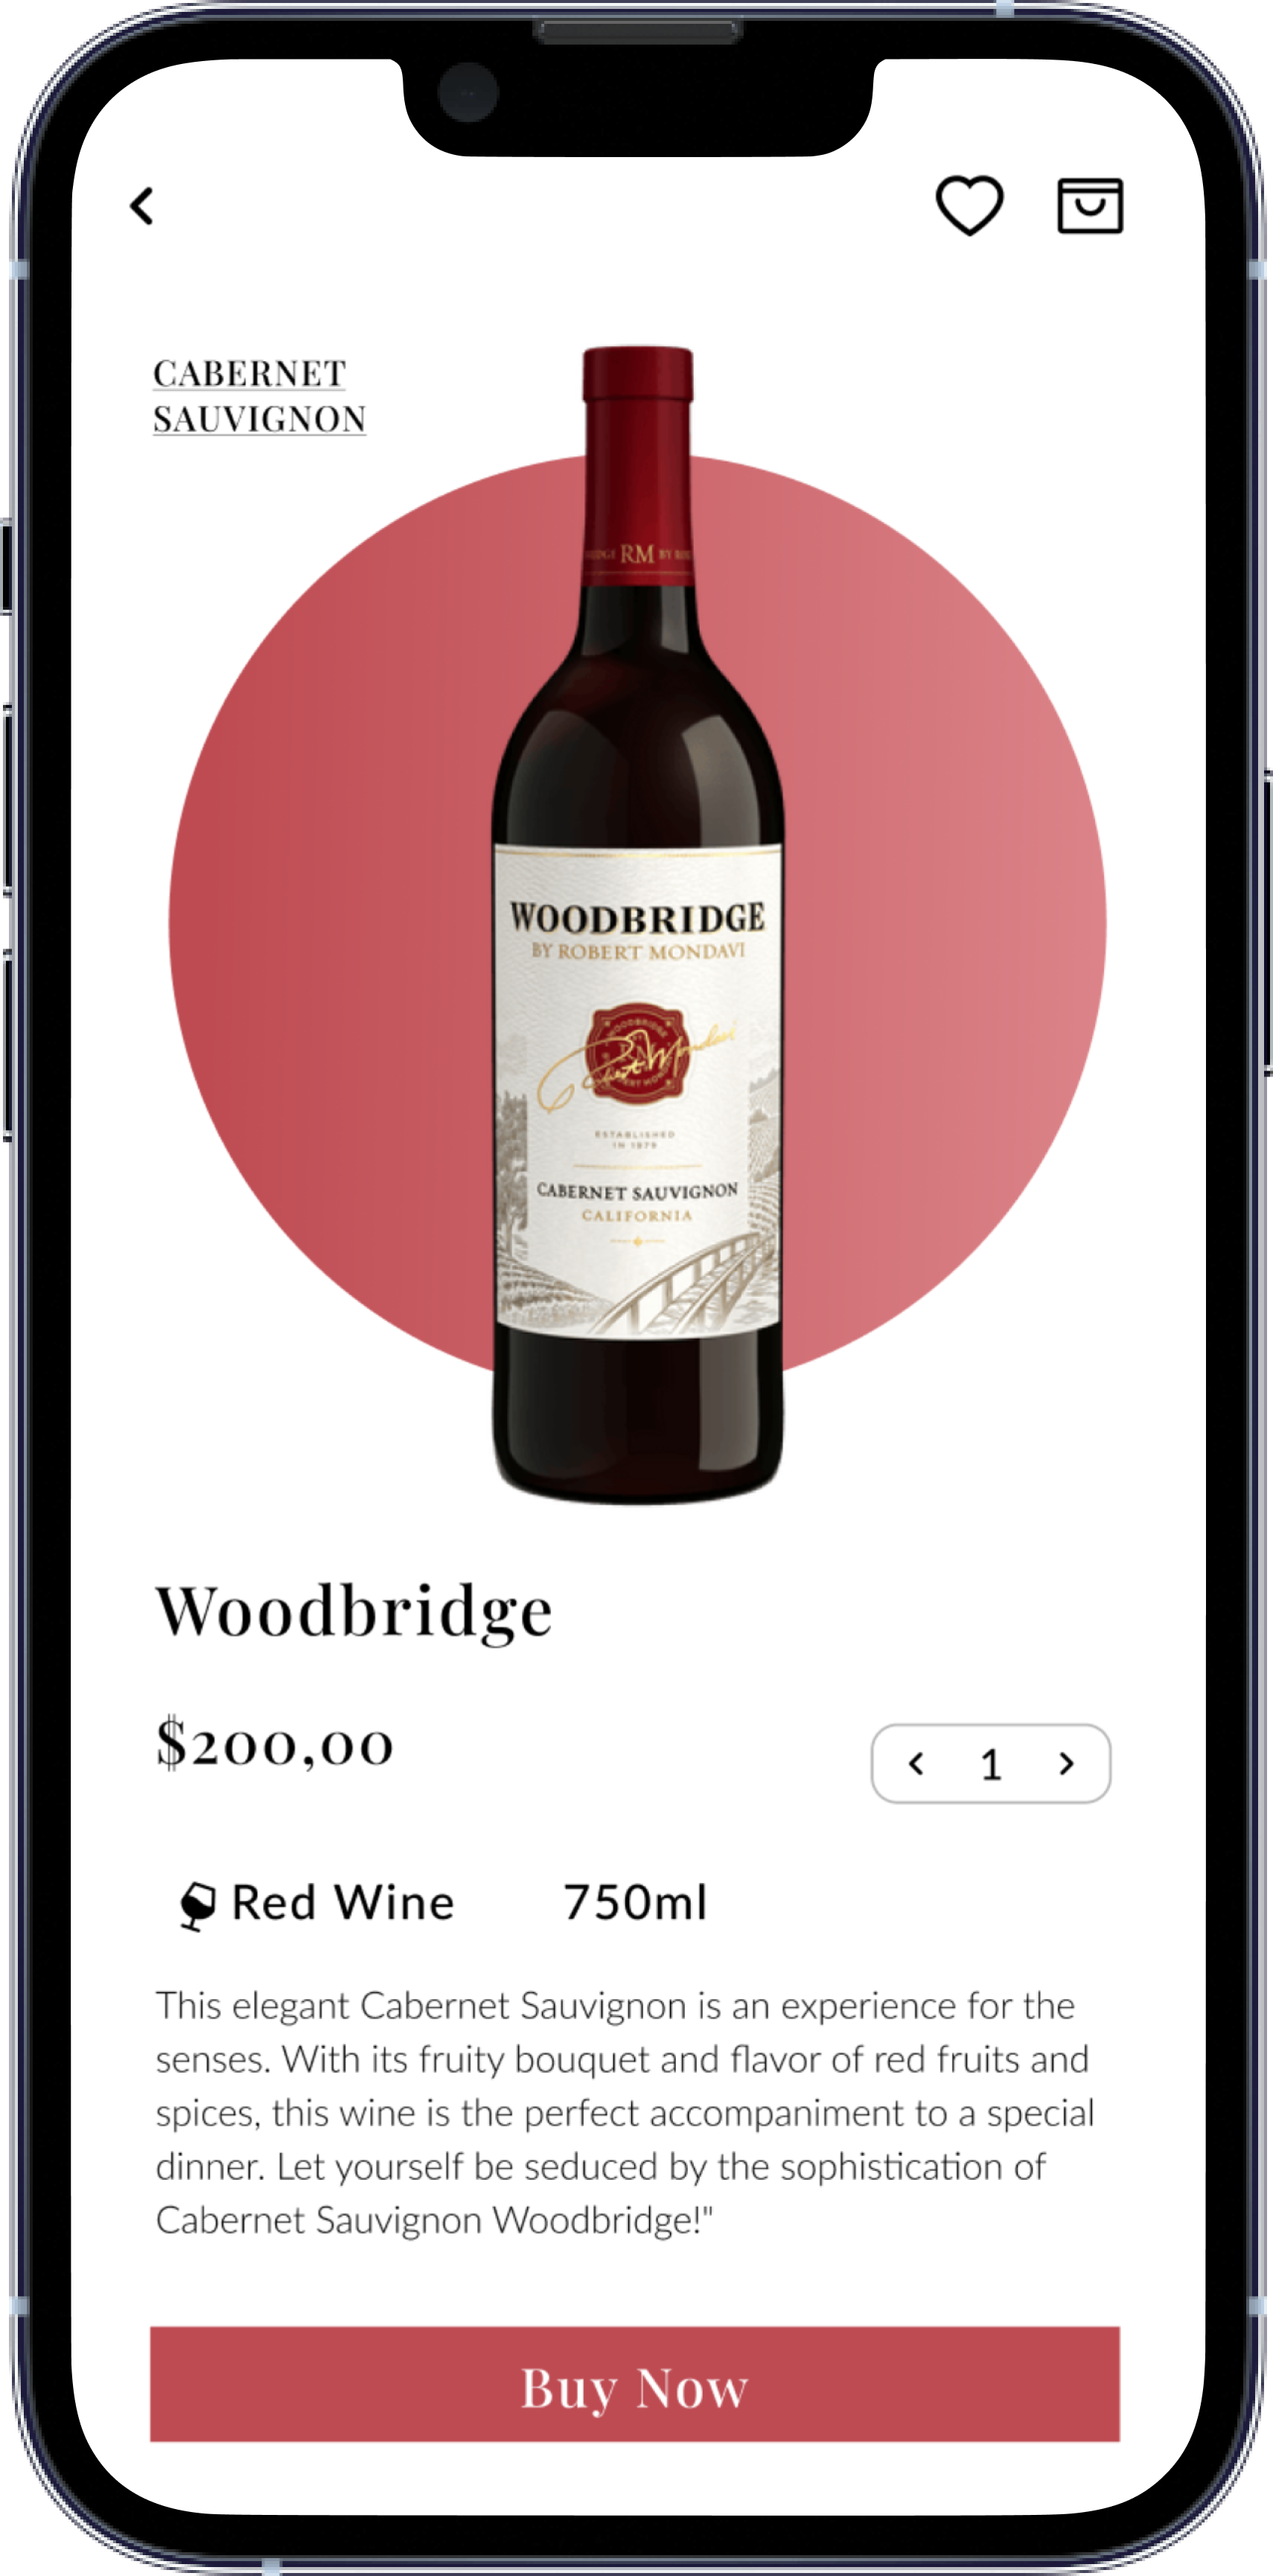 CABERNET
SAUVIGNON
RM
WOODBRIDGE
BY ROBERT MONDAVI
WOODBRIDGE
Robert Mondavi
ESTABLISHED
IN 1979
CABERNET SAUVIGNON
CALIFORNIA
Woodbridge
$200,00
1
Red Wine 750ml
This elegant Cabernet Sauvignon is an experience for the
senses. With its fruity bouquet and flavor of red fruits and
spices, this wine is the perfect accompaniment to a special
dinner. Let yourself be seduced by the sophistication of
Cabernet Sauvignon Woodbridge!"
Buy Now